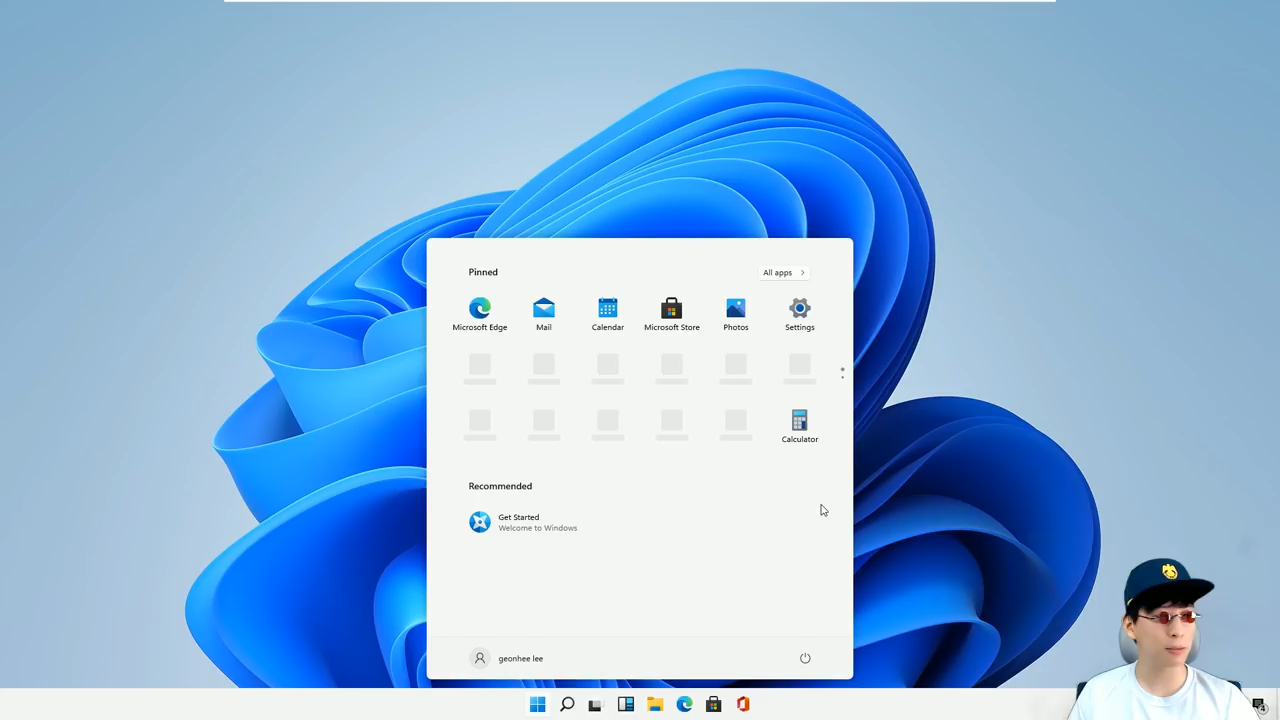 Pinned
All apps
Microsoft Edge
Mail
Calendar
Microsoft Store
Photos
Settings
Calculator
Recommended
Get Started
Welcome to Windows
geonhee lee
4